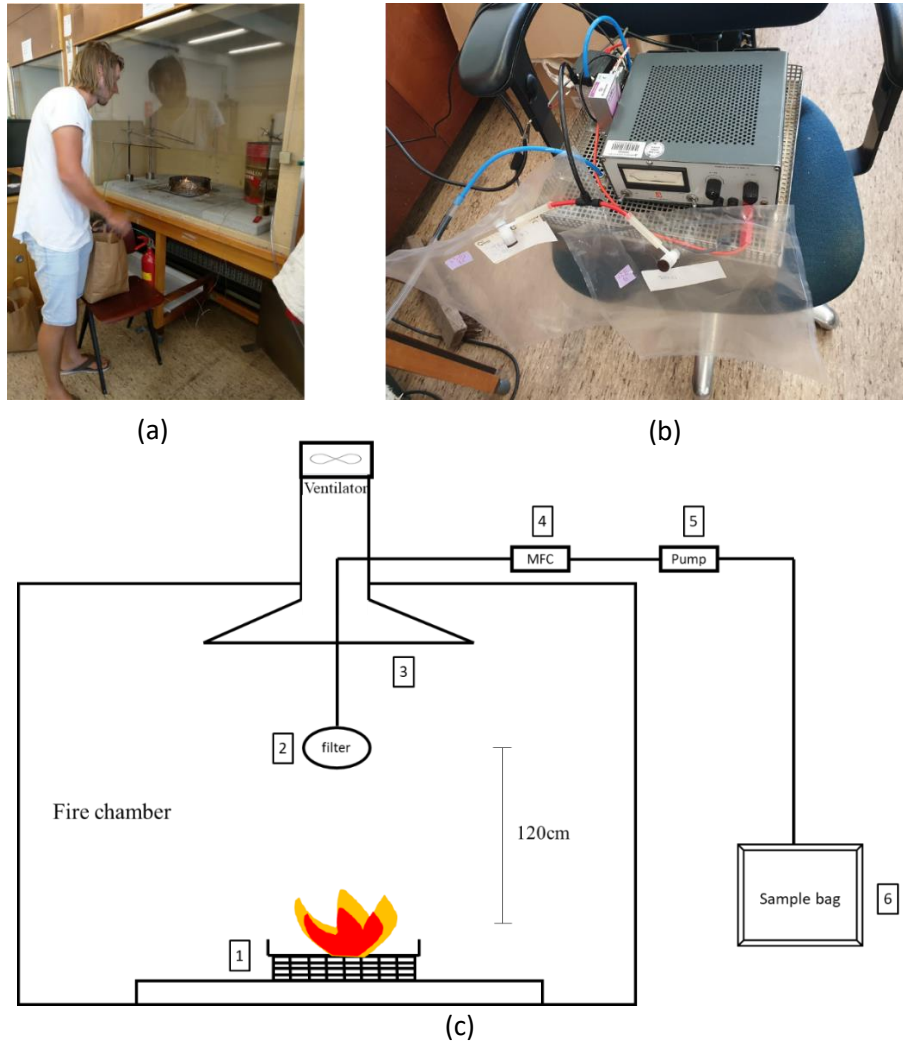 (a)
(b)
Ventilator
4
5
MFC
Pump
3
2
filter
Fire chamber
120cm
Sample bag
6
1
(c)